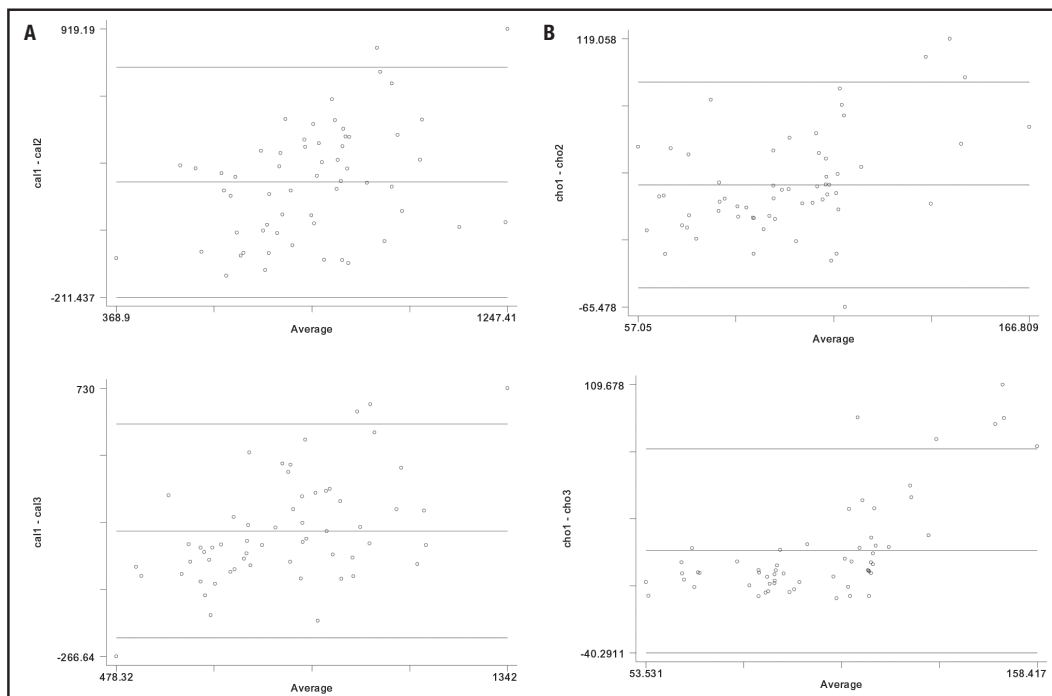 A
919.19
cal1 - cal2
-211.437
368.9
1247.41
Average
B
119.058
cho1 - cho2
-65.478
57.05
166.809
Average
730
cal1 - cal3
-266.64
478.32
1342
Average
109.678
cho1 - cho3
-40.2911
53.531
158.417
Average